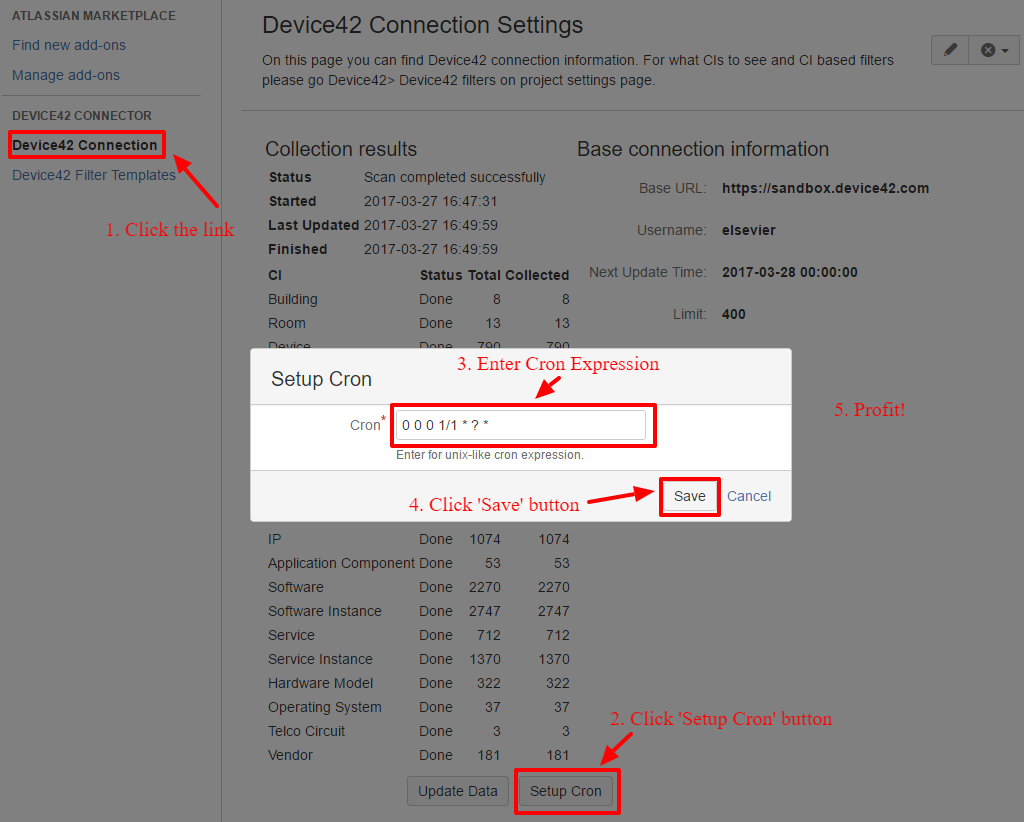 ATLASSIAN MARKETPLACE
Find new add-ons
Manage add-ons
DEVICE42 CONNECTOR
Device42 Connection
Device42 Filter Templates
1. Click the link
Device42 Connection Settings
On this page you can find Device42 connection information. For what CIs to see and CI based filters
please go Device42> Device42 filters on project settings page.
Collection results
Status Scan completed successfully
Started 2017-03-27 16:47:31
Last Updated 2017-03-27 16:49:59
Finished 2017-03-27 16:49:59
CI Status Total Collected
Building Done 8 8
Room Done 13 13
Device Done 790 790
Base connection information
Base URL: https://sandbox.device42.com
Username: elsevier
Next Update Time: 2017-03-28 00:00:00
Limit: 400
3. Enter Cron Expression
Setup Cron
Cron* 0 0 0 1/1 * ? *
Enter for unix-like cron expression.
4. Click 'Save' button
Save Cancel
5. Profit!
IP Done 1074 1074
Application Component Done 53 53
Software Done 2270 2270
Software Instance Done 2747 2747
Service Done 712 712
Service Instance Done 1370 1370
Hardware Model Done 322 322
Operating System Done 37 37
Telco Circuit Done 3 3
Vendor Done 181 181
2. Click 'Setup Cron' button
Update Data Setup Cron